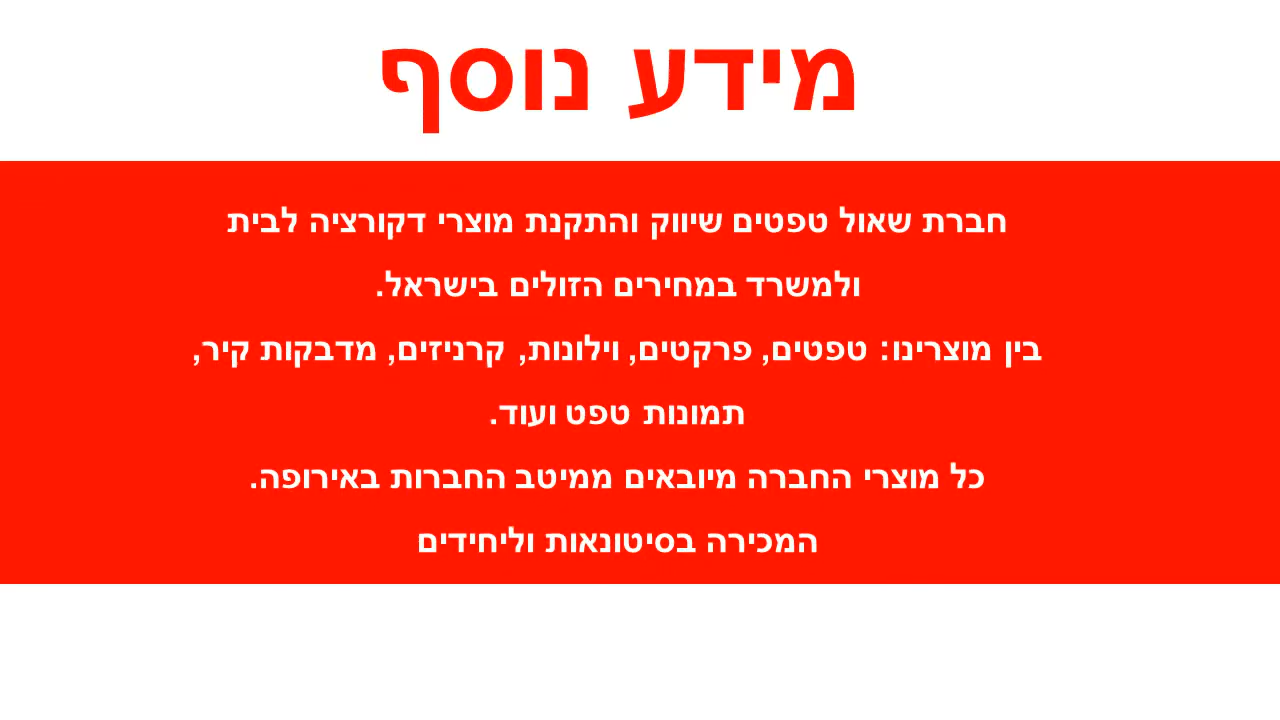 מידע נוסף
חברת שאול טפטים שיווק והתקנת מוצרי דקורציה לבית
ולמשרד במחירים הזולים בישראל.
בין מוצרינו: טפטים, פרקטים, וילונות, קרניזים, מדבקות קיר,
תמונות טפט ועוד.
כל מוצרי החברה מיובאים ממיטב החברות באירופה.
המכירה בסיטונאות וליחידים